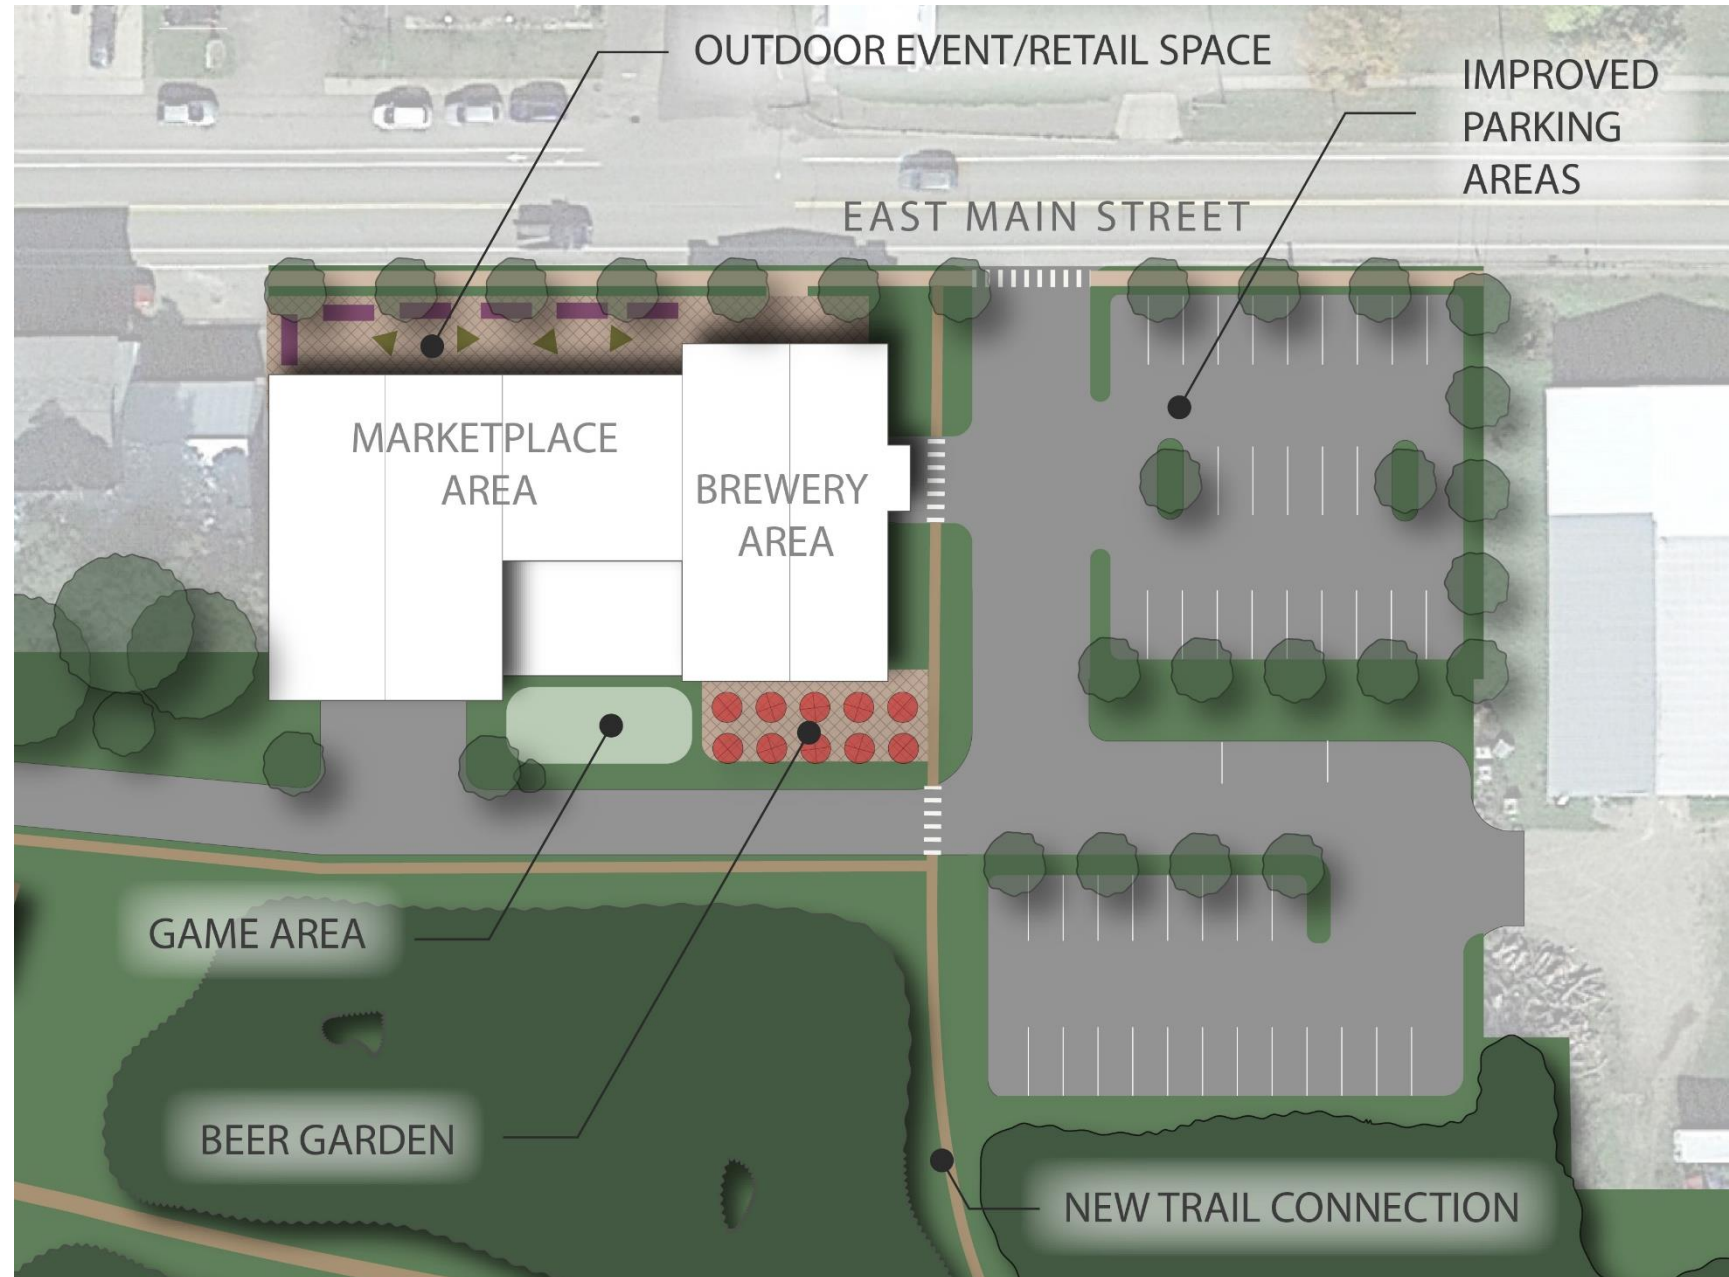 OUTDOOR EVENT/RETAIL SPACE
IMPROVED
PARKING
AREAS
EAST MAIN STREET
MARKETPLACE
AREA
BREWERY
AREA
GAME AREA
BEER GARDEN
NEW TRAIL CONNECTION